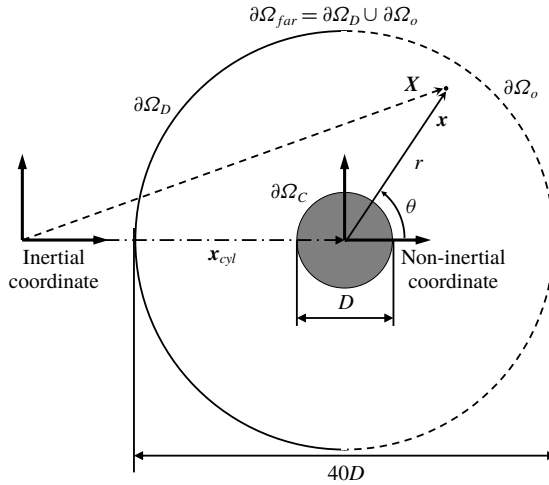 ∂Ω_far = ∂Ω_D ∪ ∂Ω_o
∂Ω_D
X
∂Ω_o
x
r
∂Ω_C
θ
Inertial
coordinate
x_cyl
Non-inertial
coordinate
D
40D